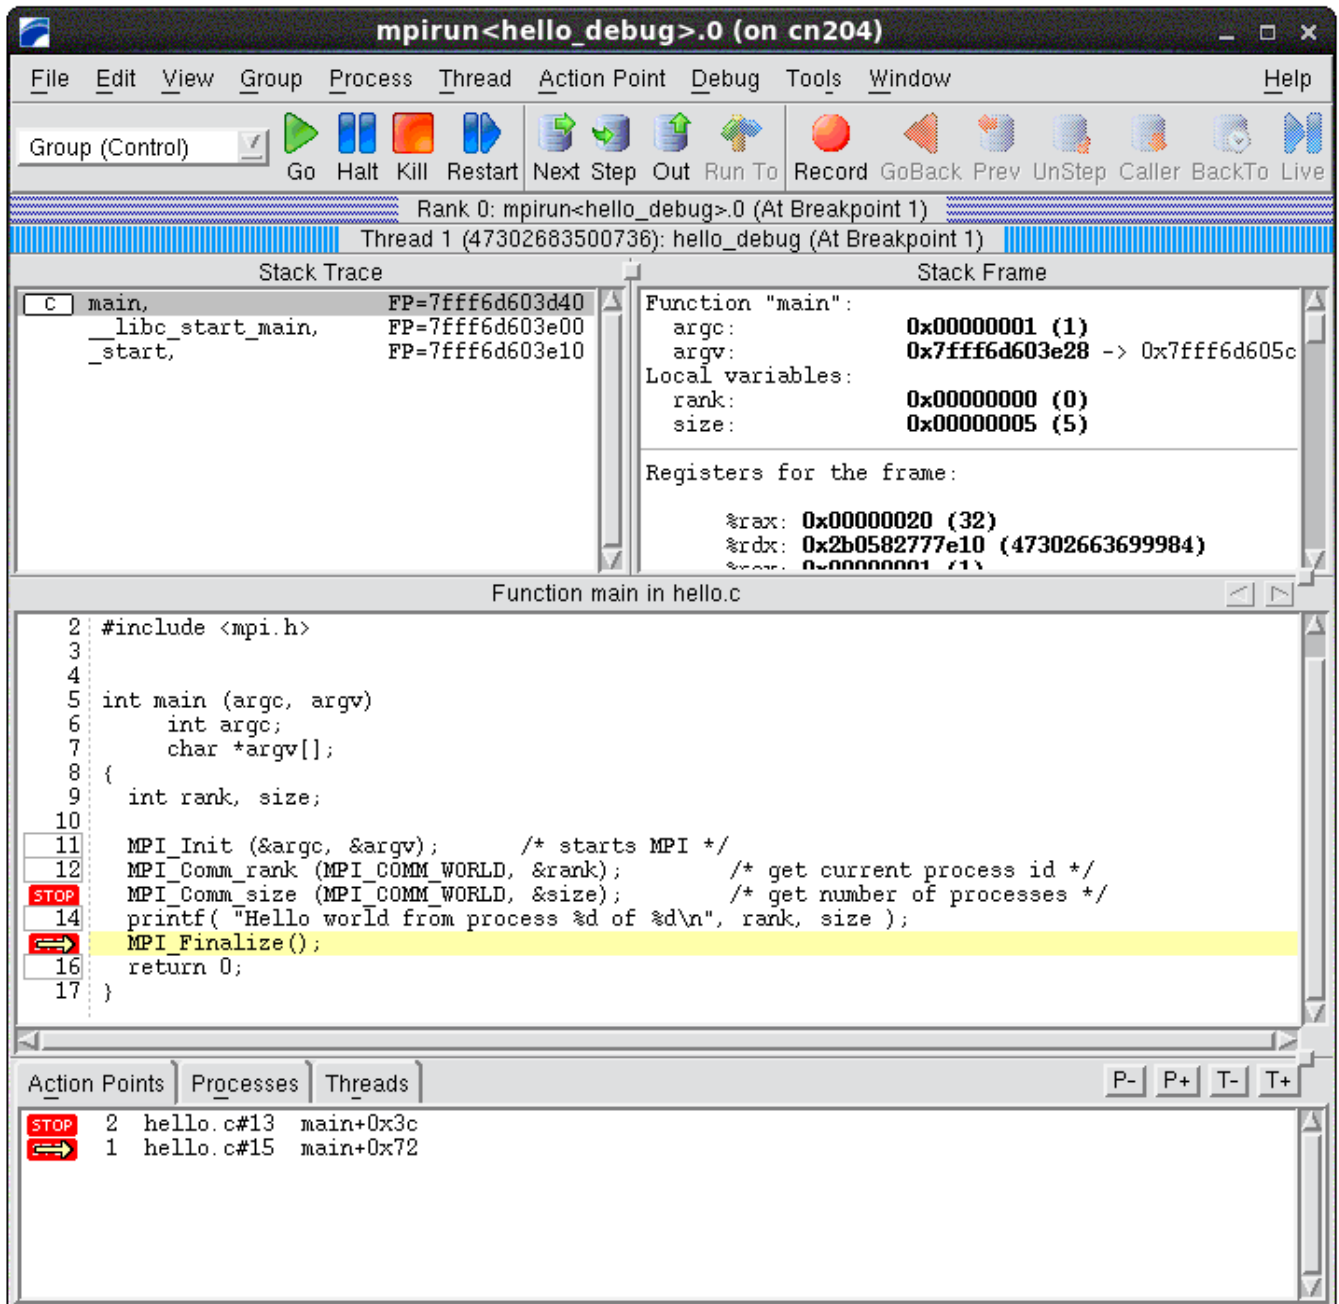 mpirun<hello_debug>.0 (on cn204)
File Edit View Group Process Thread Action Point Debug Tools Window Help
Group (Control)
Go Halt Kill Restart Next Step Out Run To Record GoBack Prev UnStep Caller BackTo Live
Rank 0: mpirun<hello_debug>.0 (At Breakpoint 1)
Thread 1 (47302683500736): hello_debug (At Breakpoint 1)
Stack Trace
C main, FP=7fff6d603d40
__libc_start_main, FP=7fff6d603e00
_start, FP=7fff6d603e10
Stack Frame
Function "main":
argc: 0x00000001 (1)
argv: 0x7fff6d603e28 -> 0x7fff6d605c
Local variables:
rank: 0x00000000 (0)
size: 0x00000005 (5)
Registers for the frame:
%rax: 0x00000020 (32)
%rdx: 0x2b0582777e10 (47302663699984)
0x00000001 (1)
Function main in hello.c
2 #include <mpi.h>
3
4
5 int main (argc, argv)
6 int argc;
7 char *argv[];
8 {
9 int rank, size;
10
11 MPI_Init (&argc, &argv); /* starts MPI */
12 MPI_Comm_rank (MPI_COMM_WORLD, &rank); /* get current process id */
STOP MPI_Comm_size (MPI_COMM_WORLD, &size); /* get number of processes */
14 printf( "Hello world from process %d of %d\n", rank, size );
MPI_Finalize();
16 return 0;
17 }
Action Points Processes Threads P- P+ T- T+
STOP 2 hello.c#13 main+0x3c
1 hello.c#15 main+0x72